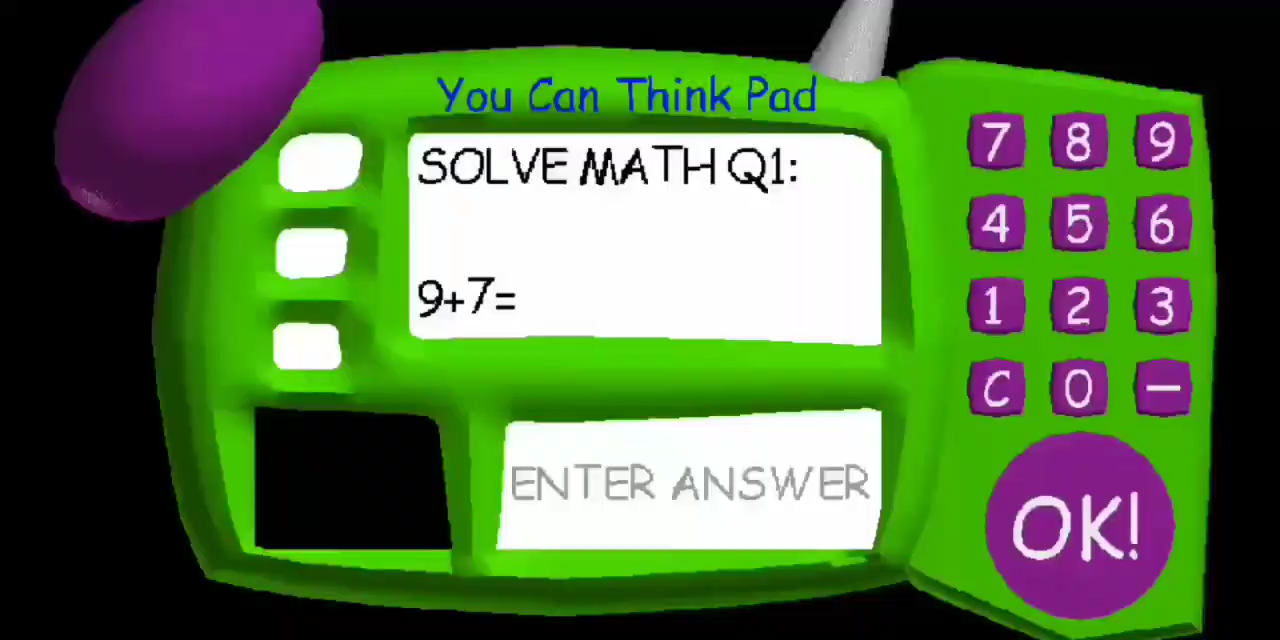 You Can Think Pad
SOLVE MATH Q1:
9+7=
ENTER ANSWER
7 8 9
4 5 6
1 2 3
C 0 —
OK!